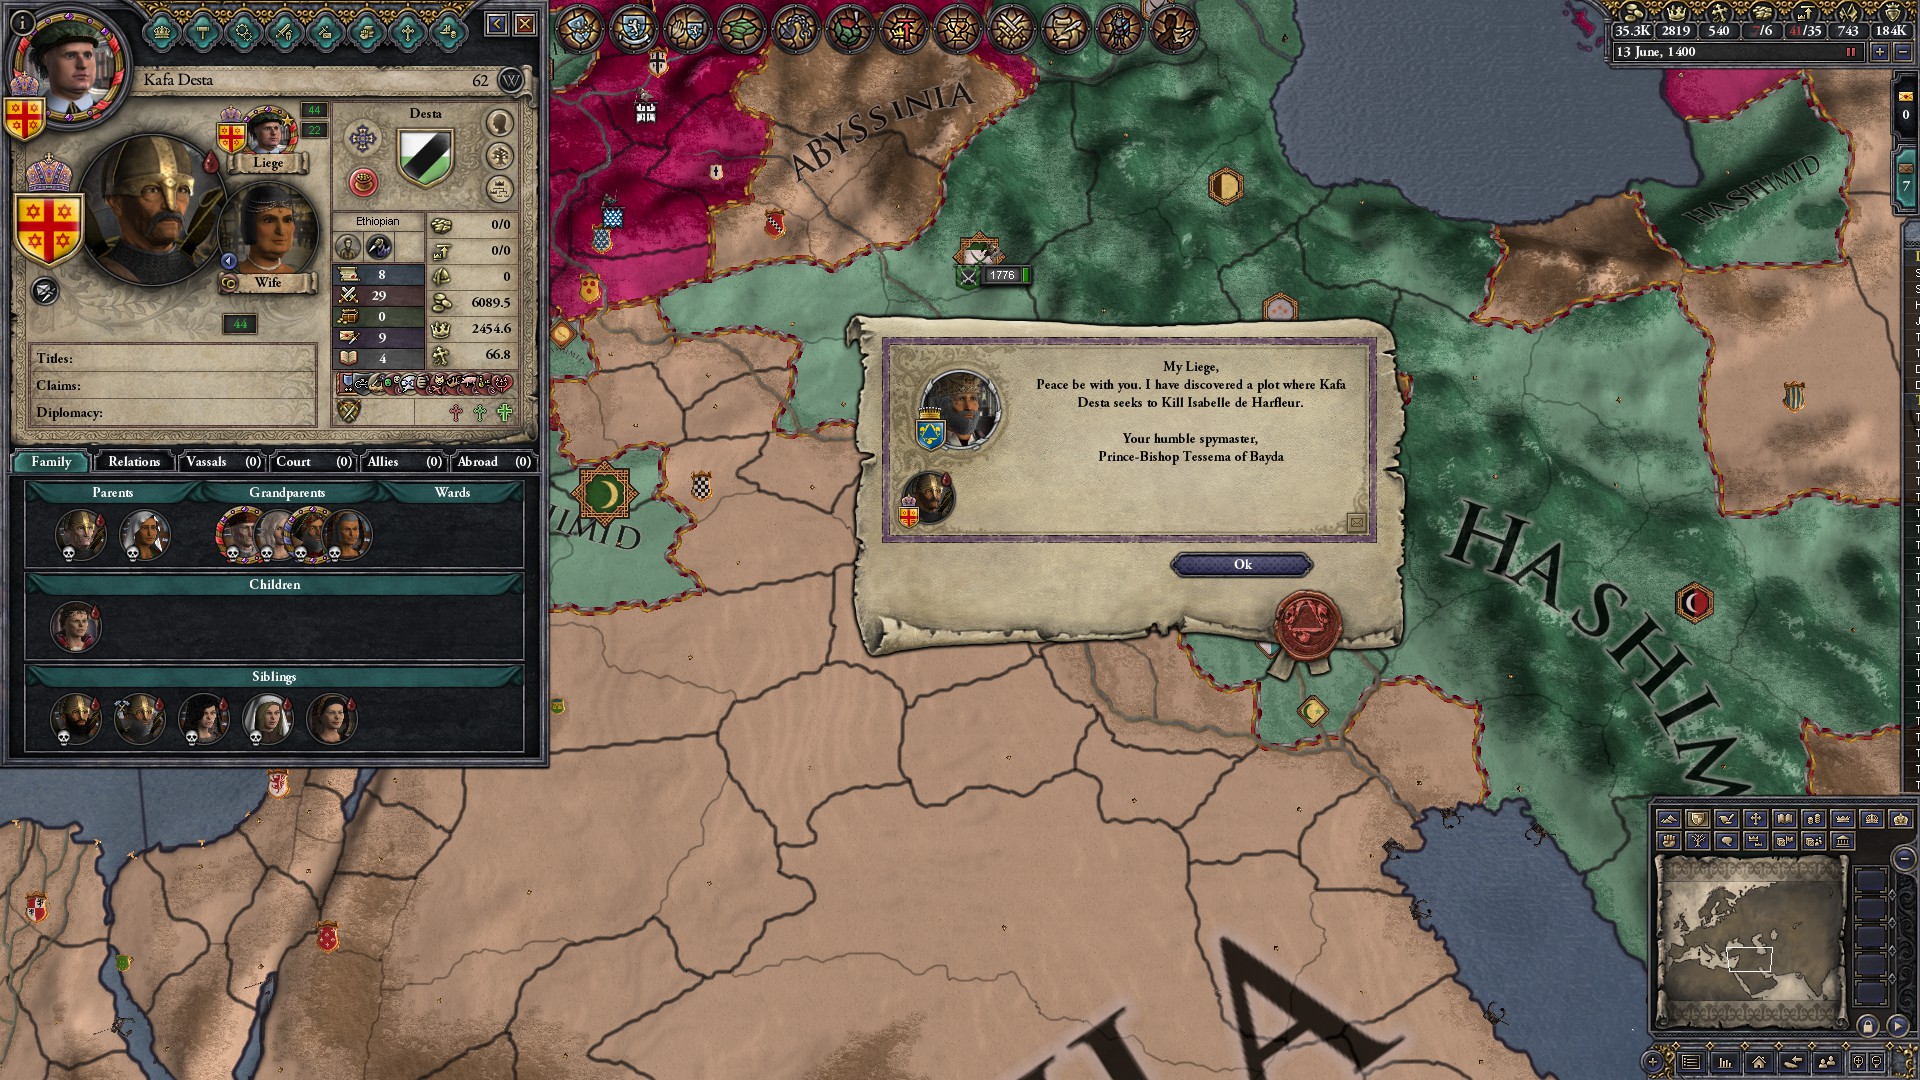 Kafa Desta 62
44
22
Liege
Wife
44
Desta
Ethiopian
8
29
0
9
4
0/0
0/0
0
6089.5
2454.6
66.8
Titles:
Claims:
Diplomacy:
Family
Relations
Vassals (0)
Court (0)
Allies (0)
Abroad (0)
Parents
Grandparents
Wards
Children
Siblings
35.3K 2819 540 7/6 41/35 743 184K
13 June, 1400
0
7
ABYSSINIA
HASHIMID
1776
My Liege,
Peace be with you. I have discovered a plot where Kafa
Desta seeks to Kill Isabelle de Harfleur.
Your humble spymaster,
Prince-Bishop Tessema of Bayda
Ok
IMID
HASHIM
IA